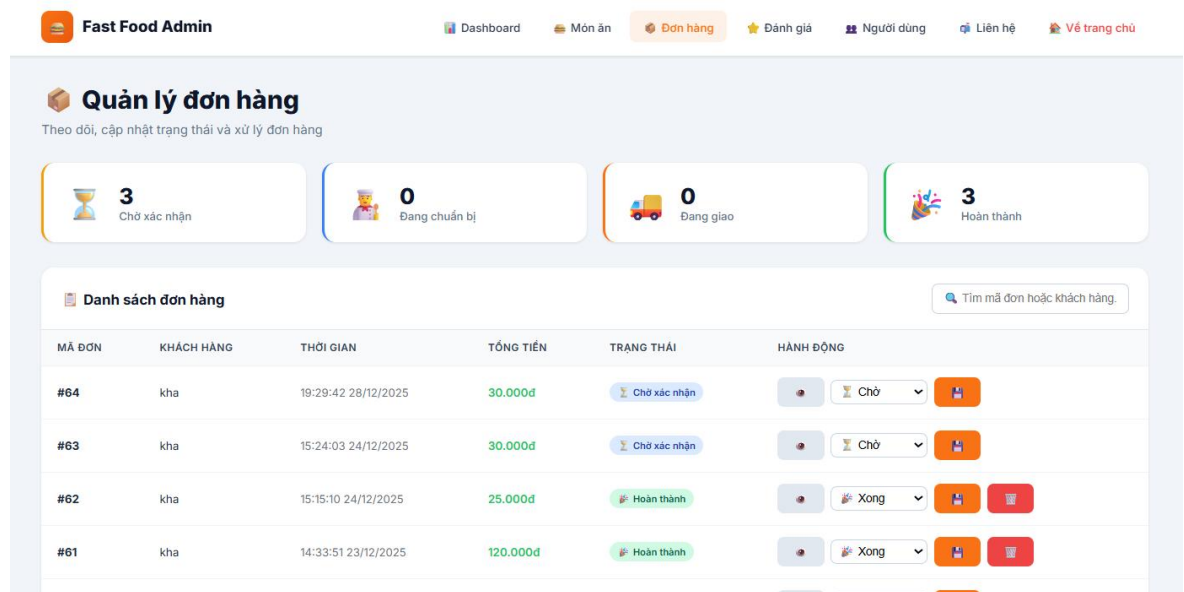 Fast Food Admin
Dashboard Món ăn Đơn hàng Đánh giá Người dùng Liên hệ Về trang chủ
Quản lý đơn hàng
Theo dõi, cập nhật trạng thái và xử lý đơn hàng
3
Chờ xác nhận
0
Đang chuẩn bị
0
Đang giao
3
Hoàn thành
Danh sách đơn hàng
Tìm mã đơn hoặc khách hàng.
MÃ ĐƠN KHÁCH HÀNG THỜI GIAN TỔNG TIỀN TRẠNG THÁI HÀNH ĐỘNG
#64 kha 19:29:42 28/12/2025 30.000đ Chờ xác nhận Chờ
#63 kha 15:24:03 24/12/2025 30.000đ Chờ xác nhận Chờ
#62 kha 15:15:10 24/12/2025 25.000đ Hoàn thành Xong
#61 kha 14:33:51 23/12/2025 120.000đ Hoàn thành Xong